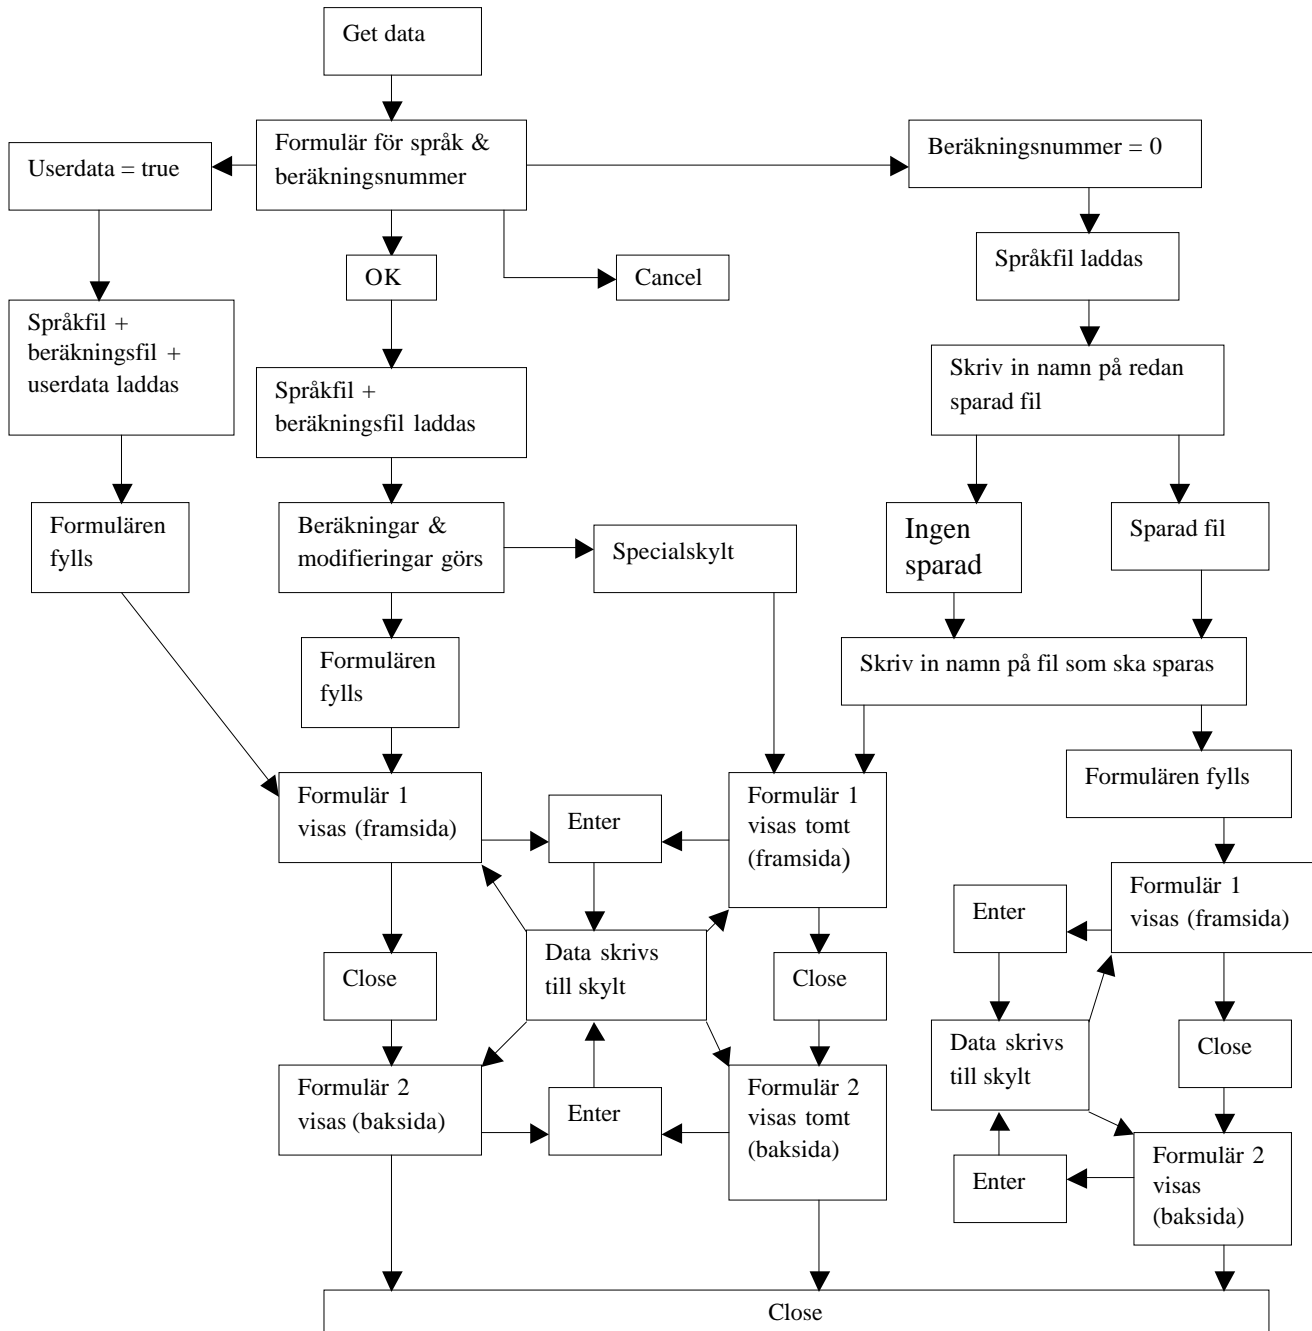 Get data
Formulär för språk &
beräkningsnummer
Beräkningsnummer = 0
Userdata = true
Språkfil laddas
OK
Cancel
Språkfil +
beräkningsfil +
userdata laddas
Skriv in namn på redan
sparad fil
Språkfil +
beräkningsfil laddas
Formulären
fylls
Beräkningar &
modifieringar görs
Specialskylt
Ingen
sparad
Sparad fil
Formulären
fylls
Skriv in namn på fil som ska sparas
Formulären fylls
Formulär 1
visas (framsida)
Enter
Formulär 1
visas tomt
(framsida)
Formulär 1
visas (framsida)
Enter
Close
Data skrivs
till skylt
Close
Data skrivs
till skylt
Close
Formulär 2
visas (baksida)
Enter
Formulär 2
visas tomt
(baksida)
Enter
Formulär 2
visas
(baksida)
Close